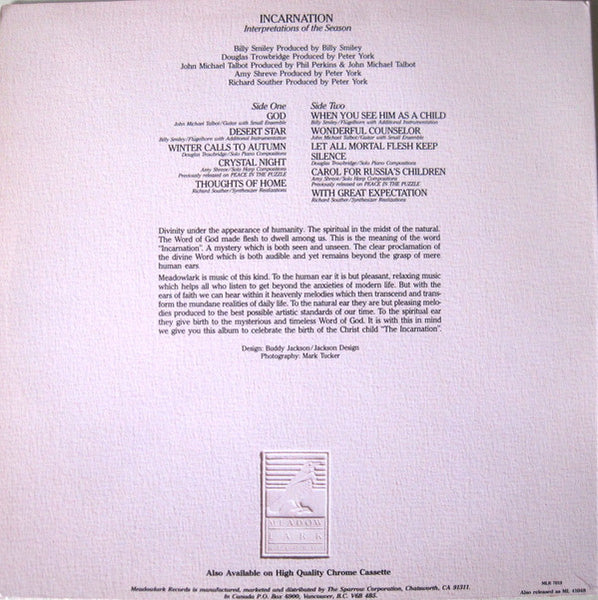 INCARNATION
Interpretations of the Season
Billy Smiley Produced by Billy Smiley
Douglas Trowbridge Produced by Peter York
John Michael Talbot Produced by Phil Perkins & John Michael Talbot
Amy Shreve Produced by Peter York
Richard Souther Produced by Peter York
Side One
GOD
John Michael Talbot/Guitar with Small Ensemble
DESERT STAR
Billy Smiley/Flügelhorn with Additional Instrumentation
WINTER CALLS TO AUTUMN
Douglas Trowbridge/Solo Piano Compositions
CRYSTAL NIGHT
Amy Shreve/Solo Harp Compositions
Previously released on PEACE IN THE PUZZLE
THOUGHTS OF HOME
Richard Souther/Synthesizer Realizations
Side Two
WHEN YOU SEE HIM AS A CHILD
Billy Smiley/Flügelhorn with Additional Instrumentation
WONDERFUL COUNSELOR
John Michael Talbot/Guitar with Small Ensemble
LET ALL MORTAL FLESH KEEP
SILENCE
Douglas Trowbridge/Solo Piano Compositions
CAROL FOR RUSSIA'S CHILDREN
Amy Shreve/Solo Harp Compositions
Previously released on PEACE IN THE PUZZLE
WITH GREAT EXPECTATION
Richard Souther/Synthesizer Realizations
Divinity under the appearance of humanity. The spiritual in the midst of the natural.
The Word of God made flesh to dwell among us. This is the meaning of the word
"Incarnation". A mystery which is both seen and unseen. The clear proclamation of
the divine Word which is both audible and yet remains beyond the grasp of mere
human ears.
Meadowlark is music of this kind. To the human ear it is but pleasant, relaxing music
which helps all who listen to get beyond the anxieties of modern life. But with the
ears of faith we can hear within it heavenly melodies which then transcend and trans-
form the mundane realities of daily life. To the natural ear they are but pleasing melo-
dies produced to the best possible artistic standards of our time. To the spiritual ear
they give birth to the mysterious and timeless Word of God. It is with this in mind
we give you this album to celebrate the birth of the Christ child "The Incarnation".
Design: Buddy Jackson/Jackson Design
Photography: Mark Tucker
MEADOW
LARK
Also Available on High Quality Chrome Cassette
MLR 7013
Also released as ML 41048
Meadowlark Records is manufactured, marketed and distributed by The Sparrow Corporation, Chatsworth, CA 91311.
In Canada P.O. Box 6900, Vancouver, B.C. V6B 4B5.